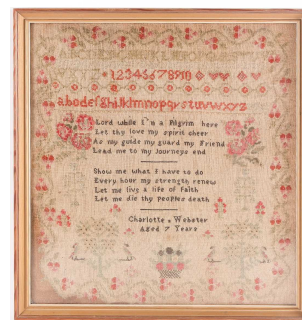 1234567890
abcdefghiklmnopqrstuvwxz
Lord while I'm a Pilgrim here
Let thy love my spirit cheer
As my guide my guard my Friend
Lead me to my Journeys end
Show me what I have to do
Every hour my strength renew
Let me live a life of faith
Let me die thy peoples death
Charlotte Webster
Aged 7 Years